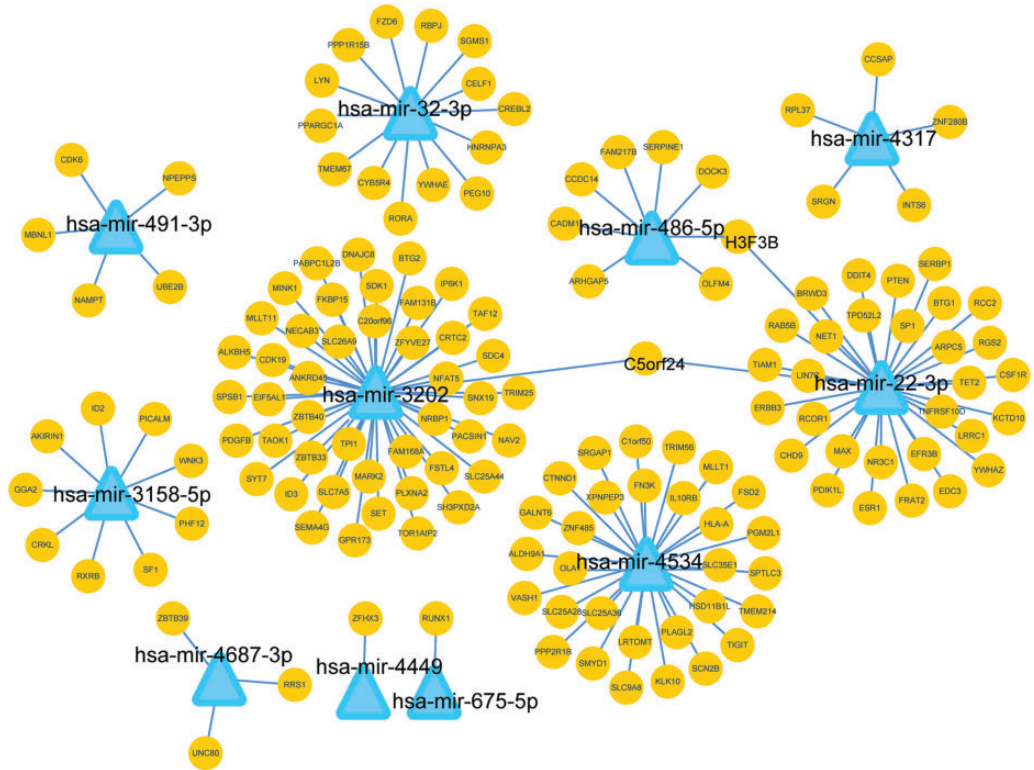 FZD6
RBPJ
PPP1R15B
SGMS1
LYN
CELF1
hsa-mir-32-3p
CREBL2
PPARGC1A
HNRNPA3
TMEM67
CYB5R4
YWHAE
PEG10
RORA
CCSAP
RPL37
ZNF280B
hsa-mir-4317
SRGN
INTS6
CDK6
NPEPPS
hsa-mir-491-3p
MBNL1
NAMPT
UBE2B
SERPINE1
FAM217B
CCDC14
DOCK3
CADM1
hsa-mir-486-5p
H3F3B
ARHGAP5
OLFM4
DNAJC8
BTG2
PABPC1L2B
SDK1
IP6K1
MINK1
FKBP15
FAM131B
MLLT11
C20orf96
TAF12
NECAB3
SLC26A9
ZFYVE27
CRTC2
ALKBH5
CDK19
SDC4
ANKRD45
NFAT5
SPSB1
EIF5AL1
hsa-mir-3202
SNX19
TRIM25
ZBTB40
NRBP1
PDGFB
TAOK1
TPI1
PACSIN1
NAV2
ZBTB33
FAM168A
SYT7
ID3
SLC7A5
MARK2
FSTL4
SLC25A44
PLXNA2
SET
SH3PXD2A
SEMA4G
TOR1AIP2
GPR173
C5orf24
SERBP1
DDIT4
PTEN
BRWD3
TPD52L2
BTG1
RCC2
RAB5B
NET1
SP1
ARPC5
RGS2
TIAM1
TET2
CSF1R
hsa-mir-22-3p
ERBB3
TNFRSF10D
RCOR1
KCTD10
LRRC1
CHD9
MAX
NR3C1
EFR3B
YWHAZ
PDIK1L
EDC3
FRAT2
ESR1
ID2
PICALM
AKIRIN1
WNK3
GGA2
hsa-mir-3158-5p
PHF12
CRKL
SF1
RXRB
C1orf50
TRIM56
SRGAP1
MLLT1
CTNND1
FN3K
XPNPEP3
IL10RB
FSD2
GALNT6
ZNF485
HLA-A
PGM2L1
ALDH9A1
hsa-mir-4534
SLC35E1
SPTLC3
VASH1
HSD11B1L
TMEM214
SLC25A28
SLC25A36
PLAGL2
TIGIT
PPP2R1B
LRTOMT
SMYD1
SCN2B
SLC9A8
KLK10
ZBTB39
hsa-mir-4687-3p
RRS1
UNC80
ZFHX3
hsa-mir-4449
RUNX1
hsa-mir-675-5p